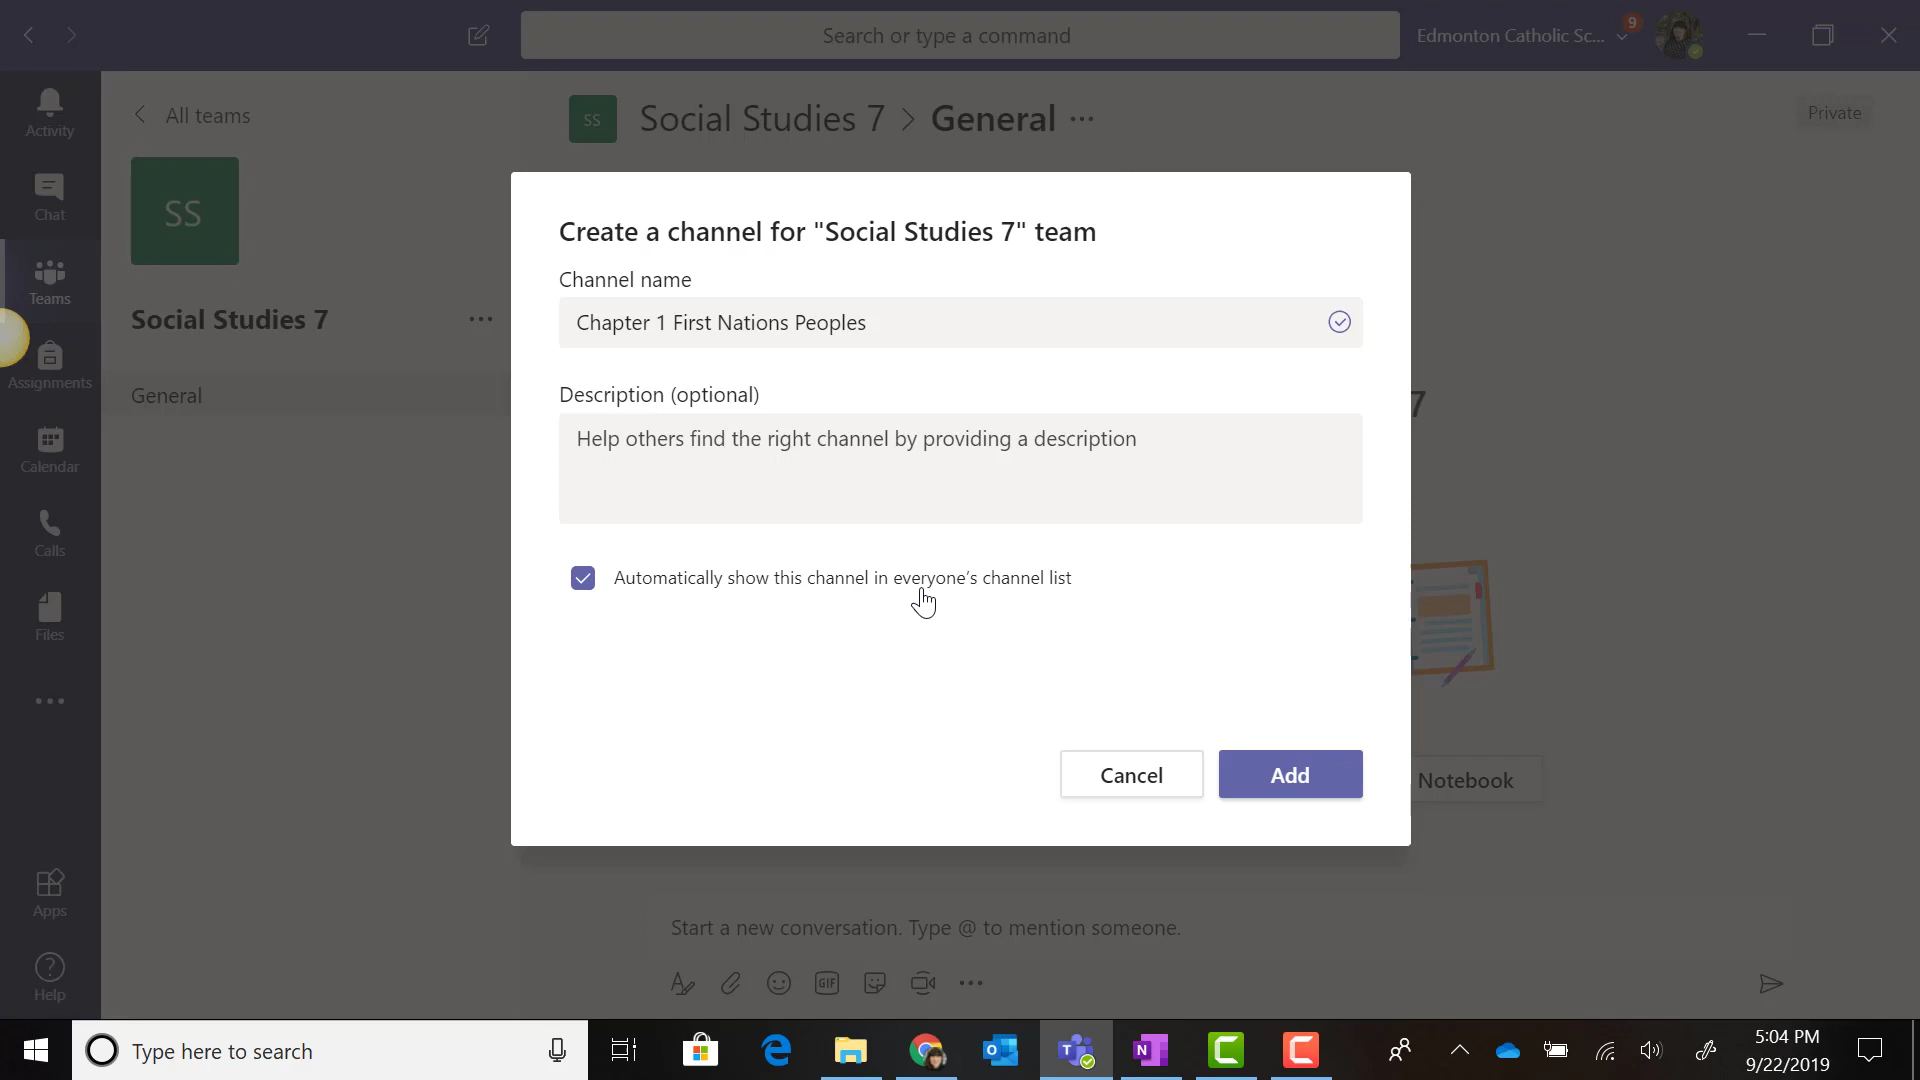 Search or type a command
Edmonton Catholic Sc...
9
Activity
Chat
Teams
Assignments
Calendar
Calls
Files
Apps
Help
All teams
SS
Social Studies 7
General
SS
Social Studies 7 > General
Private
Create a channel for "Social Studies 7" team
Channel name
Chapter 1 First Nations Peoples
Description (optional)
Help others find the right channel by providing a description
Automatically show this channel in everyone's channel list
Cancel
Add
7
Notebook
Start a new conversation. Type @ to mention someone.
GIF
Type here to search
5:04 PM
9/22/2019